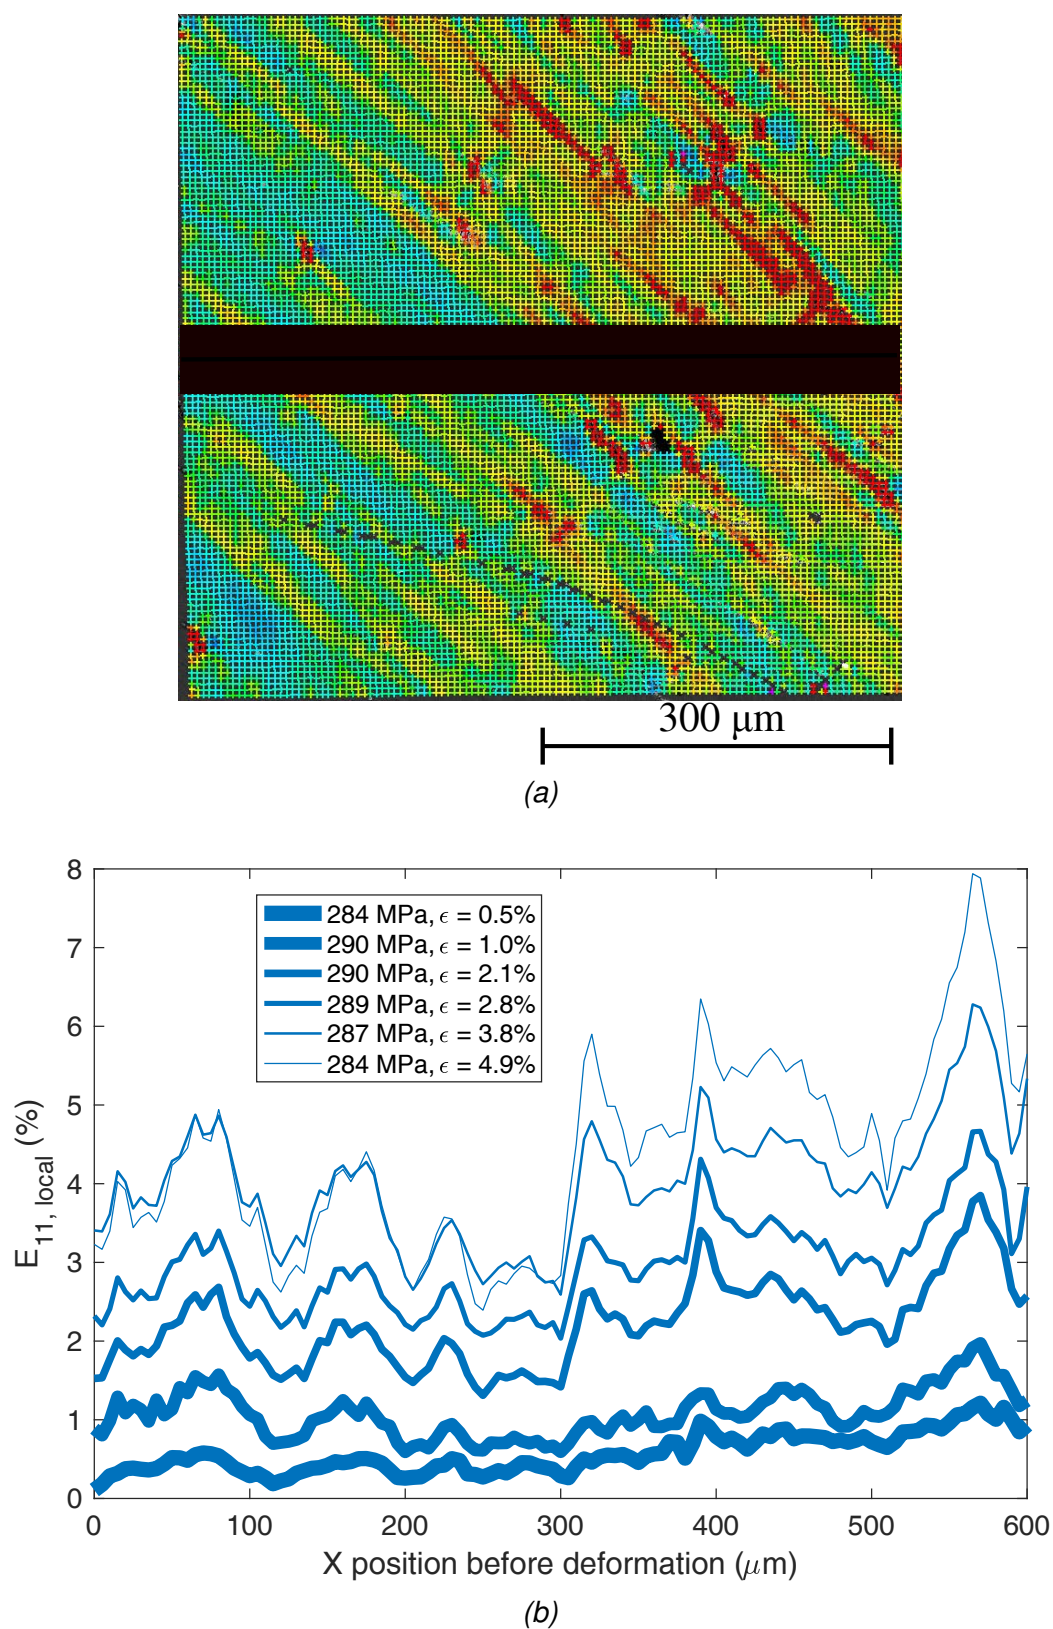 300 μm
(a)
8
7
6
5
4
3
2
1
0
E11, local (%)
284 MPa, ϵ = 0.5%
290 MPa, ϵ = 1.0%
290 MPa, ϵ = 2.1%
289 MPa, ϵ = 2.8%
287 MPa, ϵ = 3.8%
284 MPa, ϵ = 4.9%
0 100 200 300 400 500 600
X position before deformation (μm)
(b)